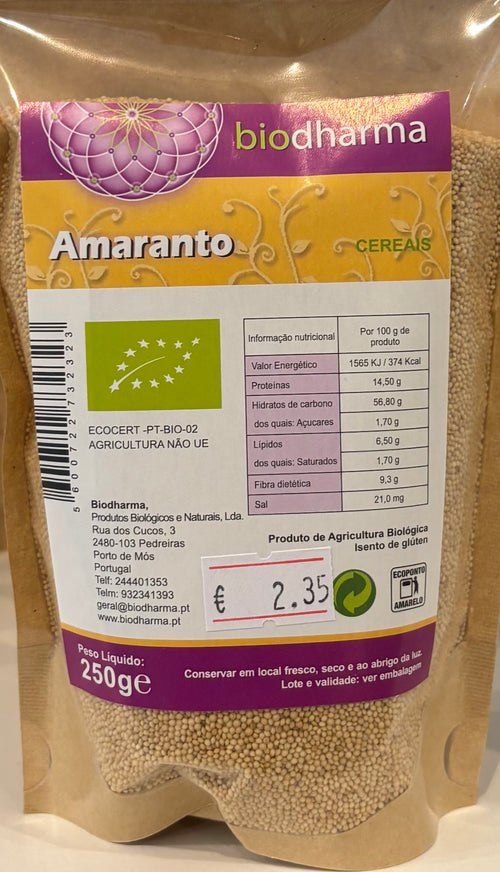 biodharma
Amaranto
CEREAIS
5 600722 732323
ECOCERT -PT-BIO-02
AGRICULTURA NÃO UE
Informação nutricional Por 100 g de produto
Valor Energético 1565 KJ / 374 Kcal
Proteínas 14,50 g
Hidratos de carbono 56,80 g
dos quais: Açucares 1,70 g
Lípidos 6,50 g
dos quais: Saturados 1,70 g
Fibra dietética 9,3 g
Sal 21,0 mg
Biodharma,
Produtos Biológicos e Naturais, Lda.
Rua dos Cucos, 3
2480-103 Pedreiras
Porto de Mós
Portugal
Telf: 244401353
Telm: 932341393
geral@biodharma.pt
www.biodharma.pt
Produto de Agricultura Biológica
Isento de glúten
€ 2.35
ECOPONTO
AMARELO
Peso Líquido:
250g℮
Conservar em local fresco, seco e ao abrigo da luz.
Lote e validade: ver embalagem